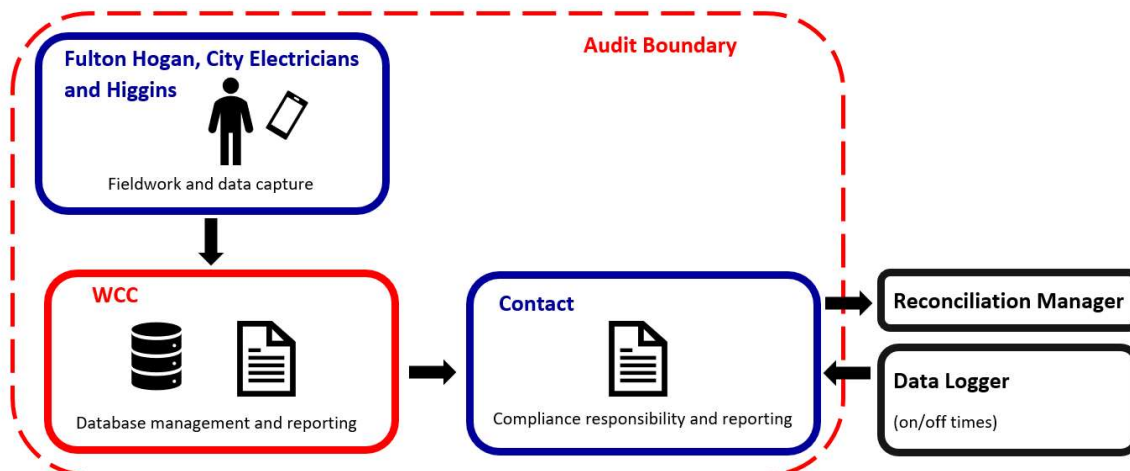 Audit Boundary
Fulton Hogan, City Electricians
and Higgins
Fieldwork and data capture
WCC
Database management and reporting
Contact
Compliance responsibility and reporting
Reconciliation Manager
Data Logger
(on/off times)